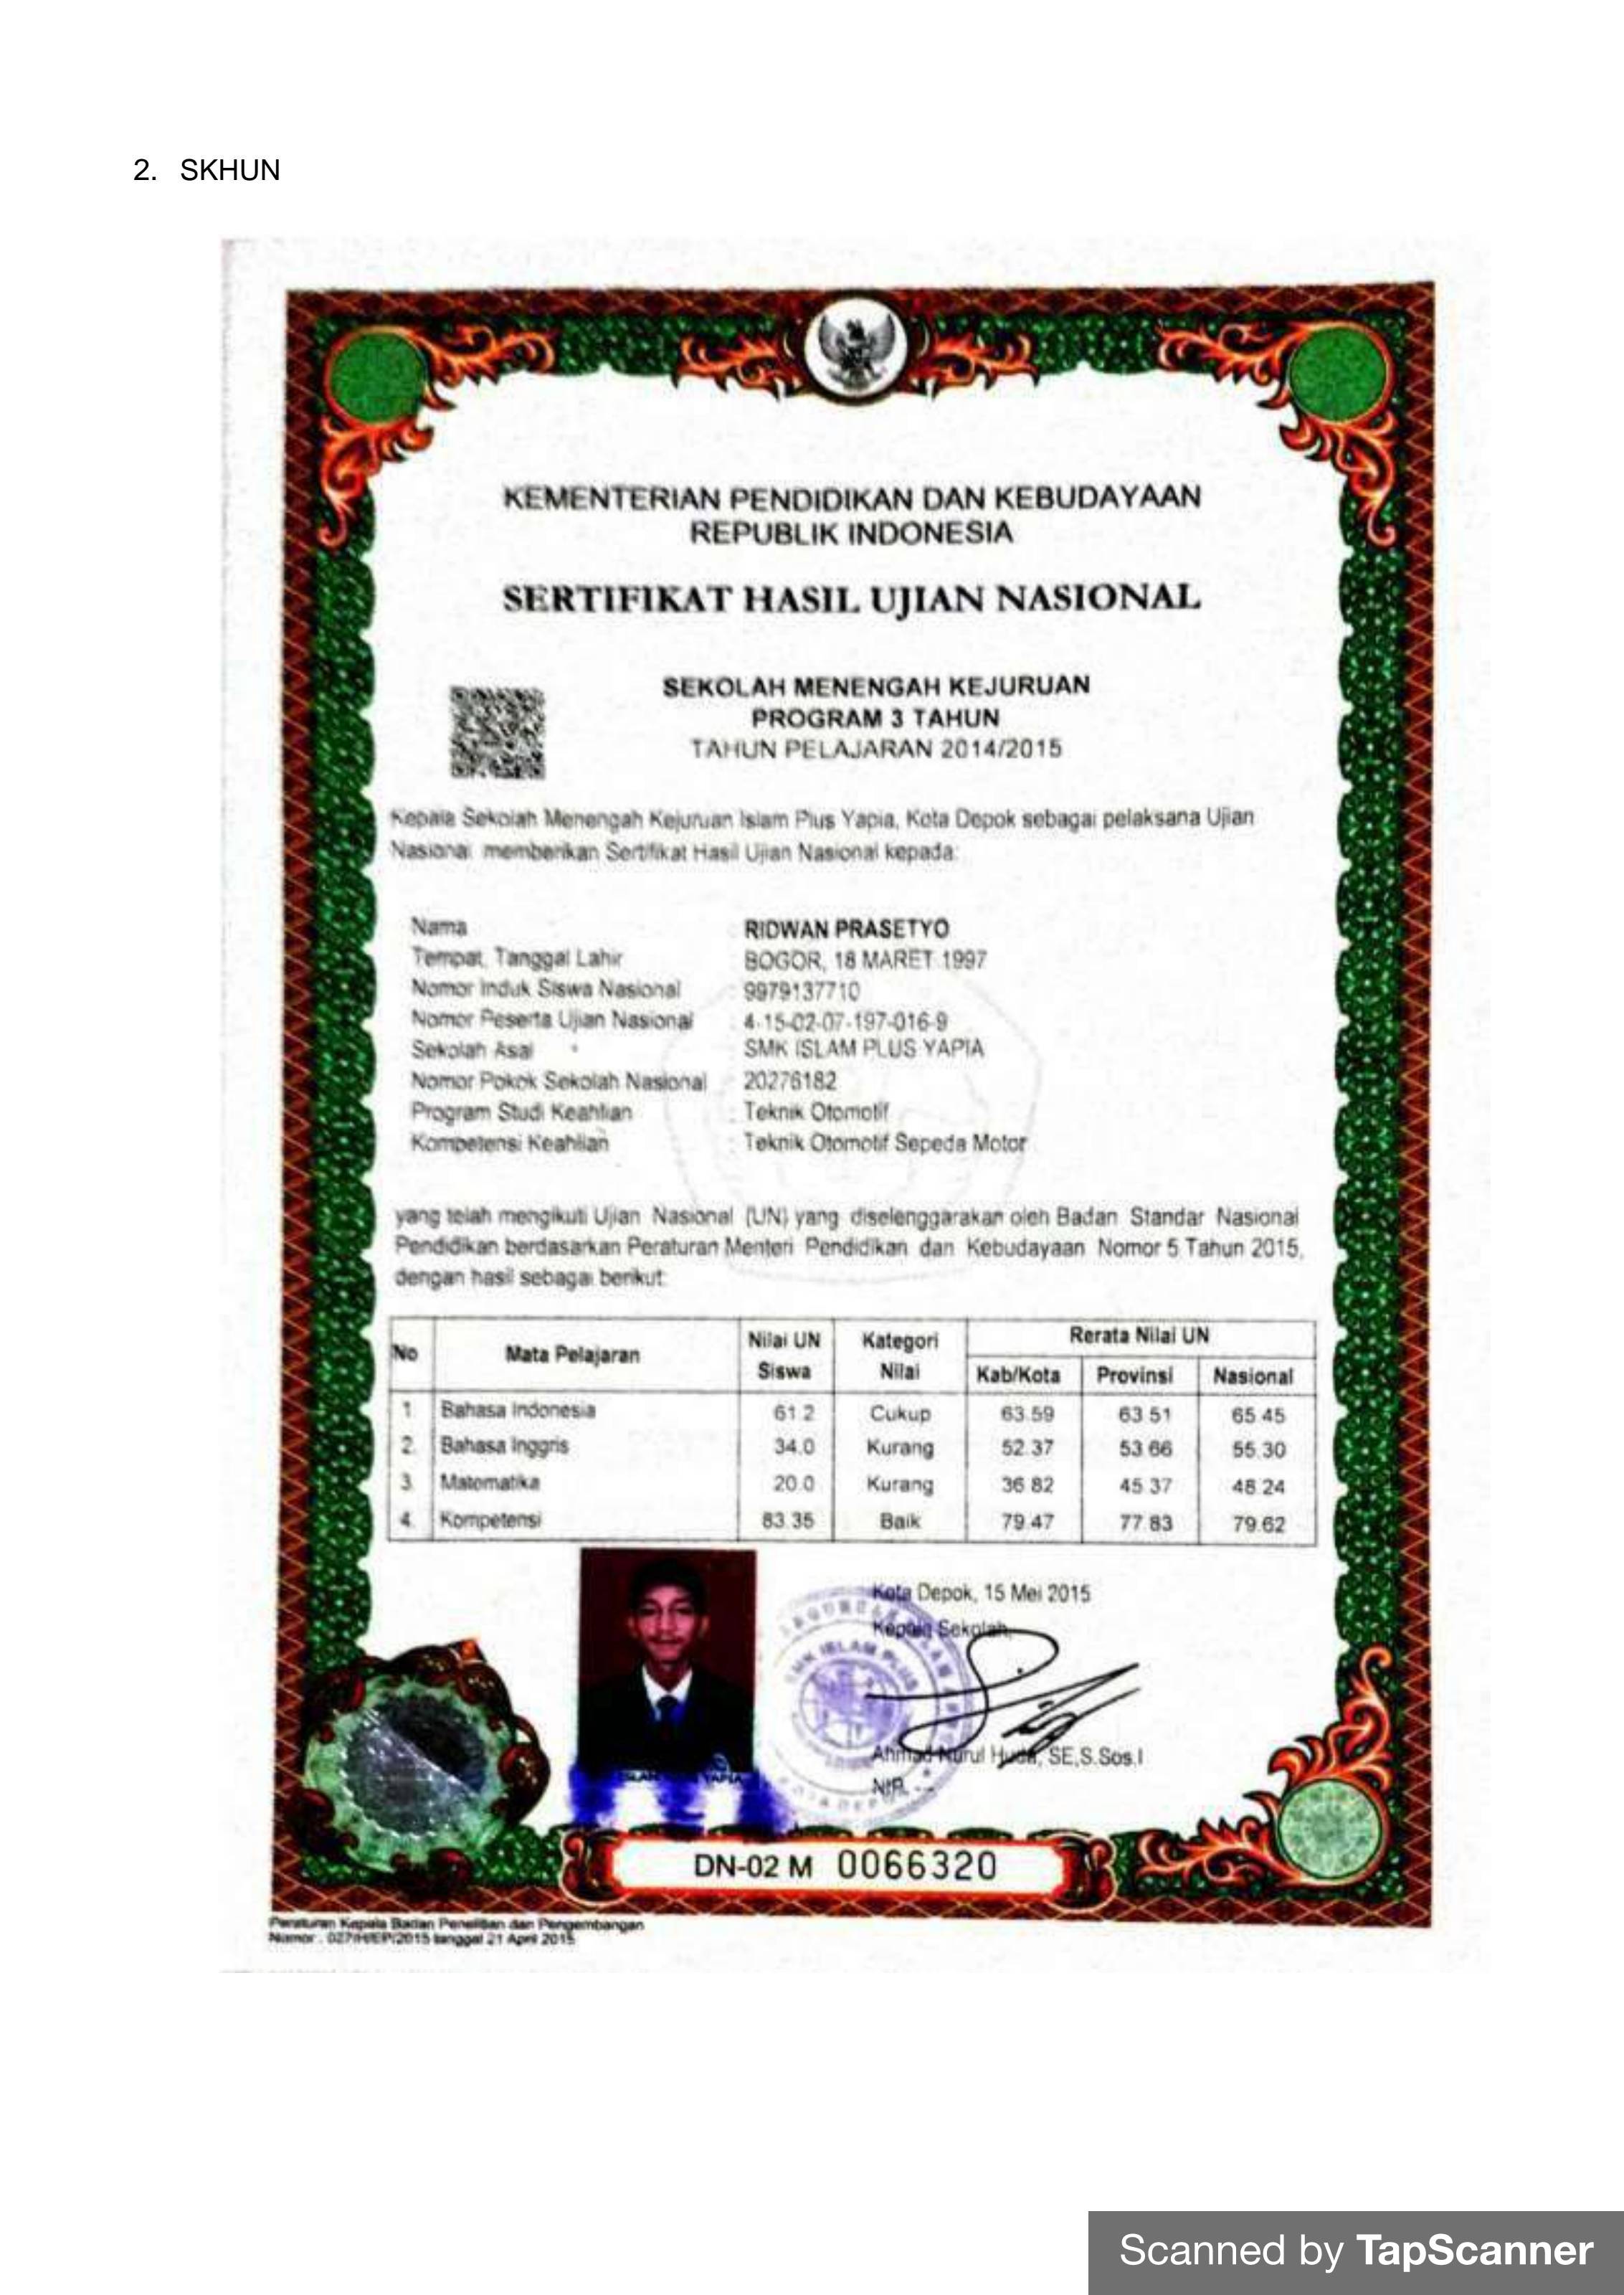 2. SKHUN
KEMENTERIAN PENDIDIKAN DAN KEBUDAYAAN
REPUBLIK INDONESIA
SERTIFIKAT HASIL UJIAN NASIONAL
SEKOLAH MENENGAH KEJURUAN
PROGRAM 3 TAHUN
TAHUN PELAJARAN 2014/2015
Kepala Sekolah Menengah Kejuruan Islam Plus Yapia, Kota Depok sebagai pelaksana Ujian
Nasional memberikan Sertifikat Hasil Ujian Nasional kepada:
Nama : RIDWAN PRASETYO
Tempat, Tanggal Lahir : BOGOR, 18 MARET 1997
Nomor Induk Siswa Nasional : 9979137710
Nomor Peserta Ujian Nasional : 4-15-02-07-197-016-9
Sekolah Asal : SMK ISLAM PLUS YAPIA
Nomor Pokok Sekolah Nasional : 20276182
Program Studi Keahlian : Teknik Otomotif
Kompetensi Keahlian : Teknik Otomotif Sepeda Motor
yang telah mengikuti Ujian Nasional (UN) yang diselenggarakan oleh Badan Standar Nasional
Pendidikan berdasarkan Peraturan Menteri Pendidikan dan Kebudayaan Nomor 5 Tahun 2015,
dengan hasil sebagai berikut:
No Mata Pelajaran Nilai UN Siswa Kategori Nilai Rerata Nilai UN
Kab/Kota Provinsi Nasional
1 Bahasa Indonesia 61.2 Cukup 63.59 63.51 65.45
2. Bahasa Inggris 34.0 Kurang 52.37 53.66 55.30
3. Matematika 20.0 Kurang 36.82 45.37 48.24
4. Kompetensi 83.35 Baik 79.47 77.83 79.62
Kota Depok, 15 Mei 2015
Kepala Sekolah,
SMK ISLAM PLUS
Ahmad Nurul Huda, SE,S.Sos.I
NIP. --
DN-02 M 0066320
Peraturan Kepala Badan Penelitian dan Pengembangan
Nomor : 027/H/EP/2015 tanggal 21 April 2015
Scanned by TapScanner